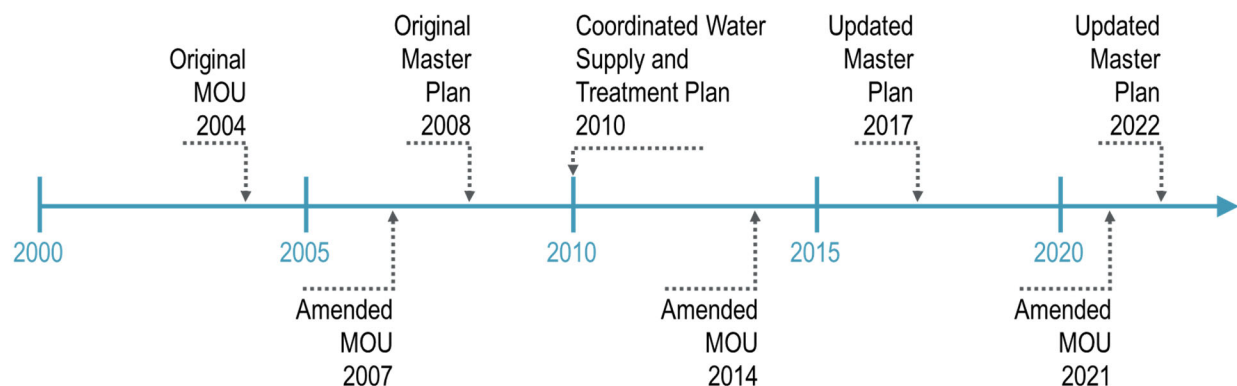 Original
MOU
2004
Original
Master
Plan
2008
Coordinated Water
Supply and
Treatment Plan
2010
Updated
Master
Plan
2017
Updated
Master
Plan
2022
2000
2005
2010
2015
2020
Amended
MOU
2007
Amended
MOU
2014
Amended
MOU
2021